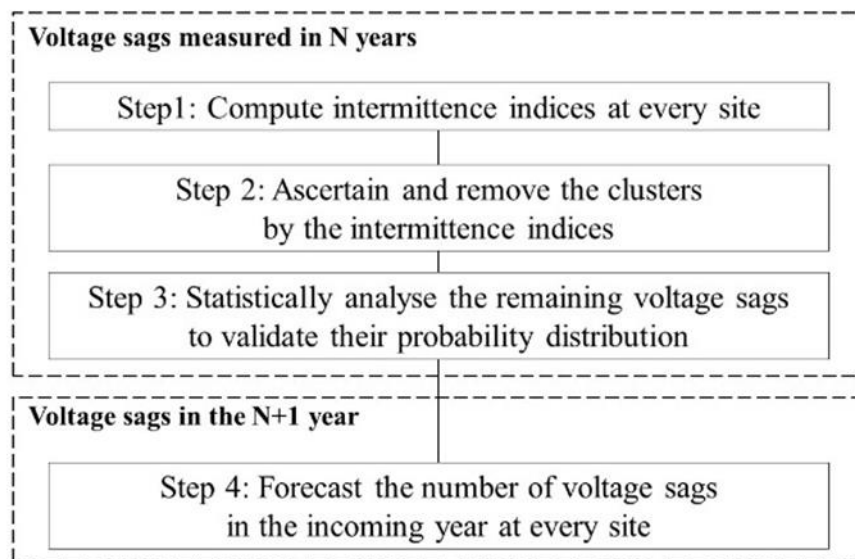 Voltage sags measured in N years
Step1: Compute intermittence indices at every site
Step 2: Ascertain and remove the clusters
by the intermittence indices
Step 3: Statistically analyse the remaining voltage sags
to validate their probability distribution
Voltage sags in the N+1 year
Step 4: Forecast the number of voltage sags
in the incoming year at every site